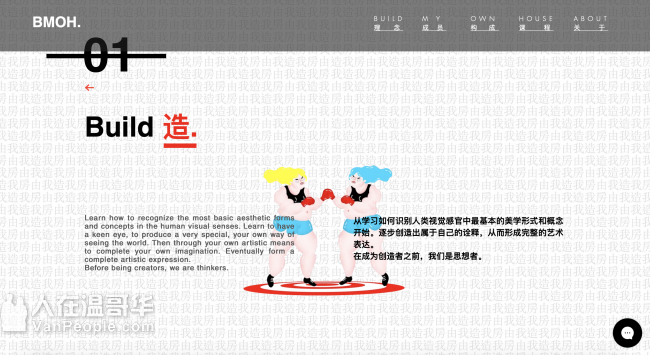 BMOH.
BUILD MY OWN HOUSE ABOUT
理念 成员 构成 课程 关于
01
←
Build 造.
Learn how to recognize the most basic aesthetic forms
and concepts in the human visual senses. Learn to have
a keen eye, to produce a very special, your own way of
seeing the world. Then through your own artistic means
to complete your own imagination. Eventually form a
complete artistic expression.
Before being creators, we are thinkers.
从学习如何识别人类视觉感官中最基本的美学形式和概念
开始。逐步创造出属于自己的诠释，从而形成完整的艺术
表达。
在成为创造者之前，我们是思想者。
人在温哥华
VanPeople.com